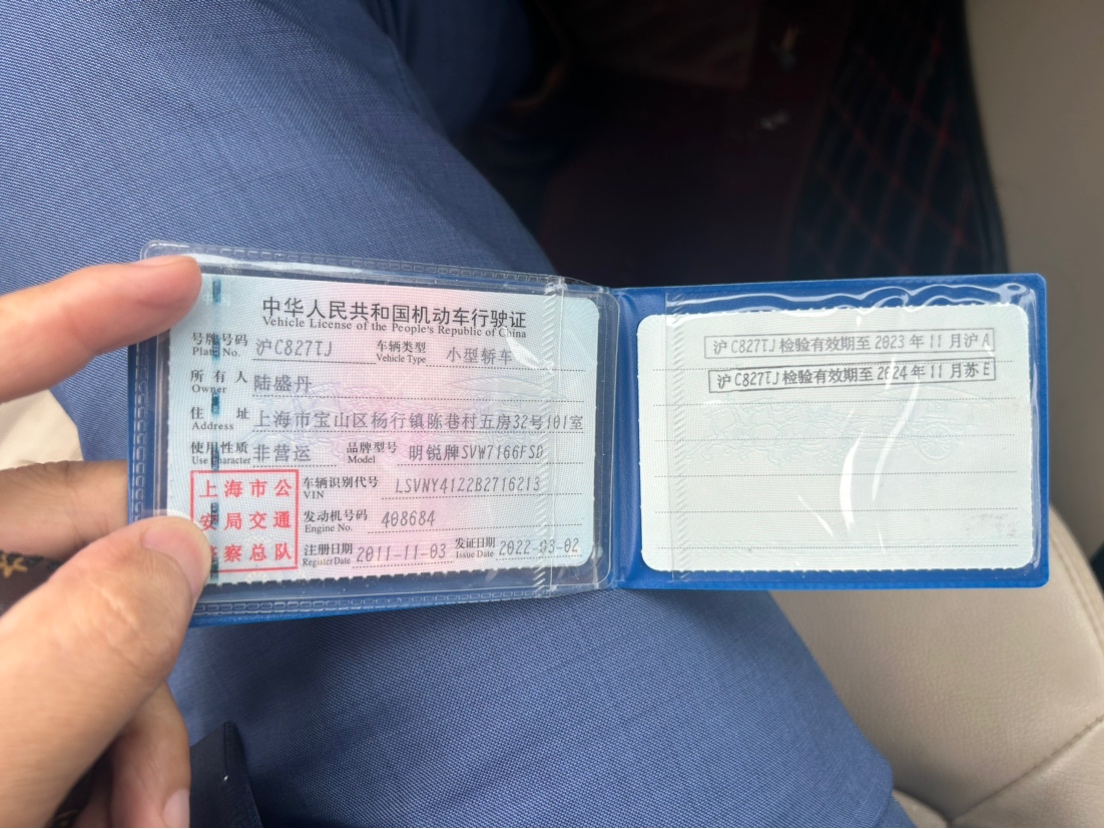 中华人民共和国机动车行驶证
Vehicle License of the People's Republic of China
号牌号码 沪C827TJ 车辆类型 小型轿车
Plate No. Vehicle Type
所有人 陆盛丹
Owner
住址 上海市宝山区杨行镇陈巷村五房32号101室
Address
使用性质 非营运 品牌型号 明锐牌SVW7166FSD
Use Character Model
上海市公
安局交通
警察总队
车辆识别代号 LSVNY4122B2716213
VIN
发动机号码 408684
Engine No.
注册日期 2011-11-03 发证日期 2022-03-02
Register Date Issue Date
沪C827TJ检验有效期至2023年11月沪A
沪C827TJ检验有效期至2024年11月苏E